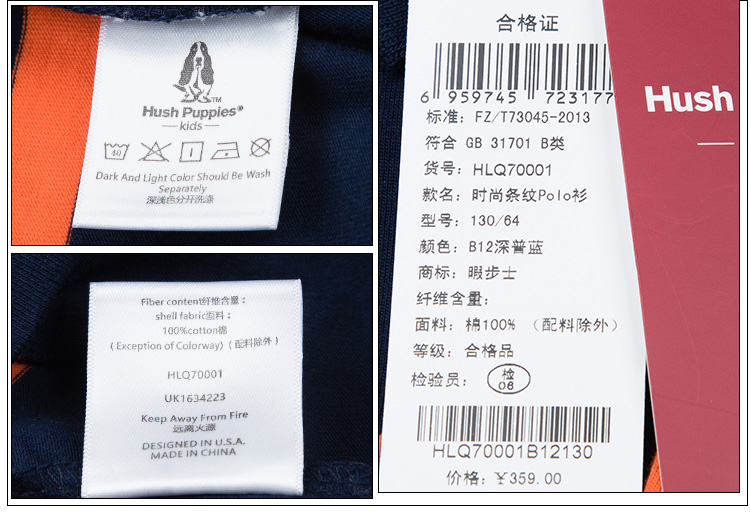 Hush Puppies®
kids
40
Dark And Light Color Should Be Wash
Separately
深浅色分开洗涤
Fiber content纤维含量:
shell fabric面料:
100%cotton棉
( Exception of Colorway) (配料除外)
HLQ70001
UK1634223
Keep Away From Fire
远离火源
DESIGNED IN U.S.A.
MADE IN CHINA
合格证
6 959745 723177
标准: FZ/T73045-2013
符合 GB 31701 B类
货号: HLQ70001
款名: 时尚条纹Polo衫
型号: 130/64
颜色: B12深普蓝
商标: 暇步士
纤维含量:
面料: 棉100% (配料除外)
等级: 合格品
检验员: 检
06
HLQ70001B12130
价格: ¥359.00
Hush